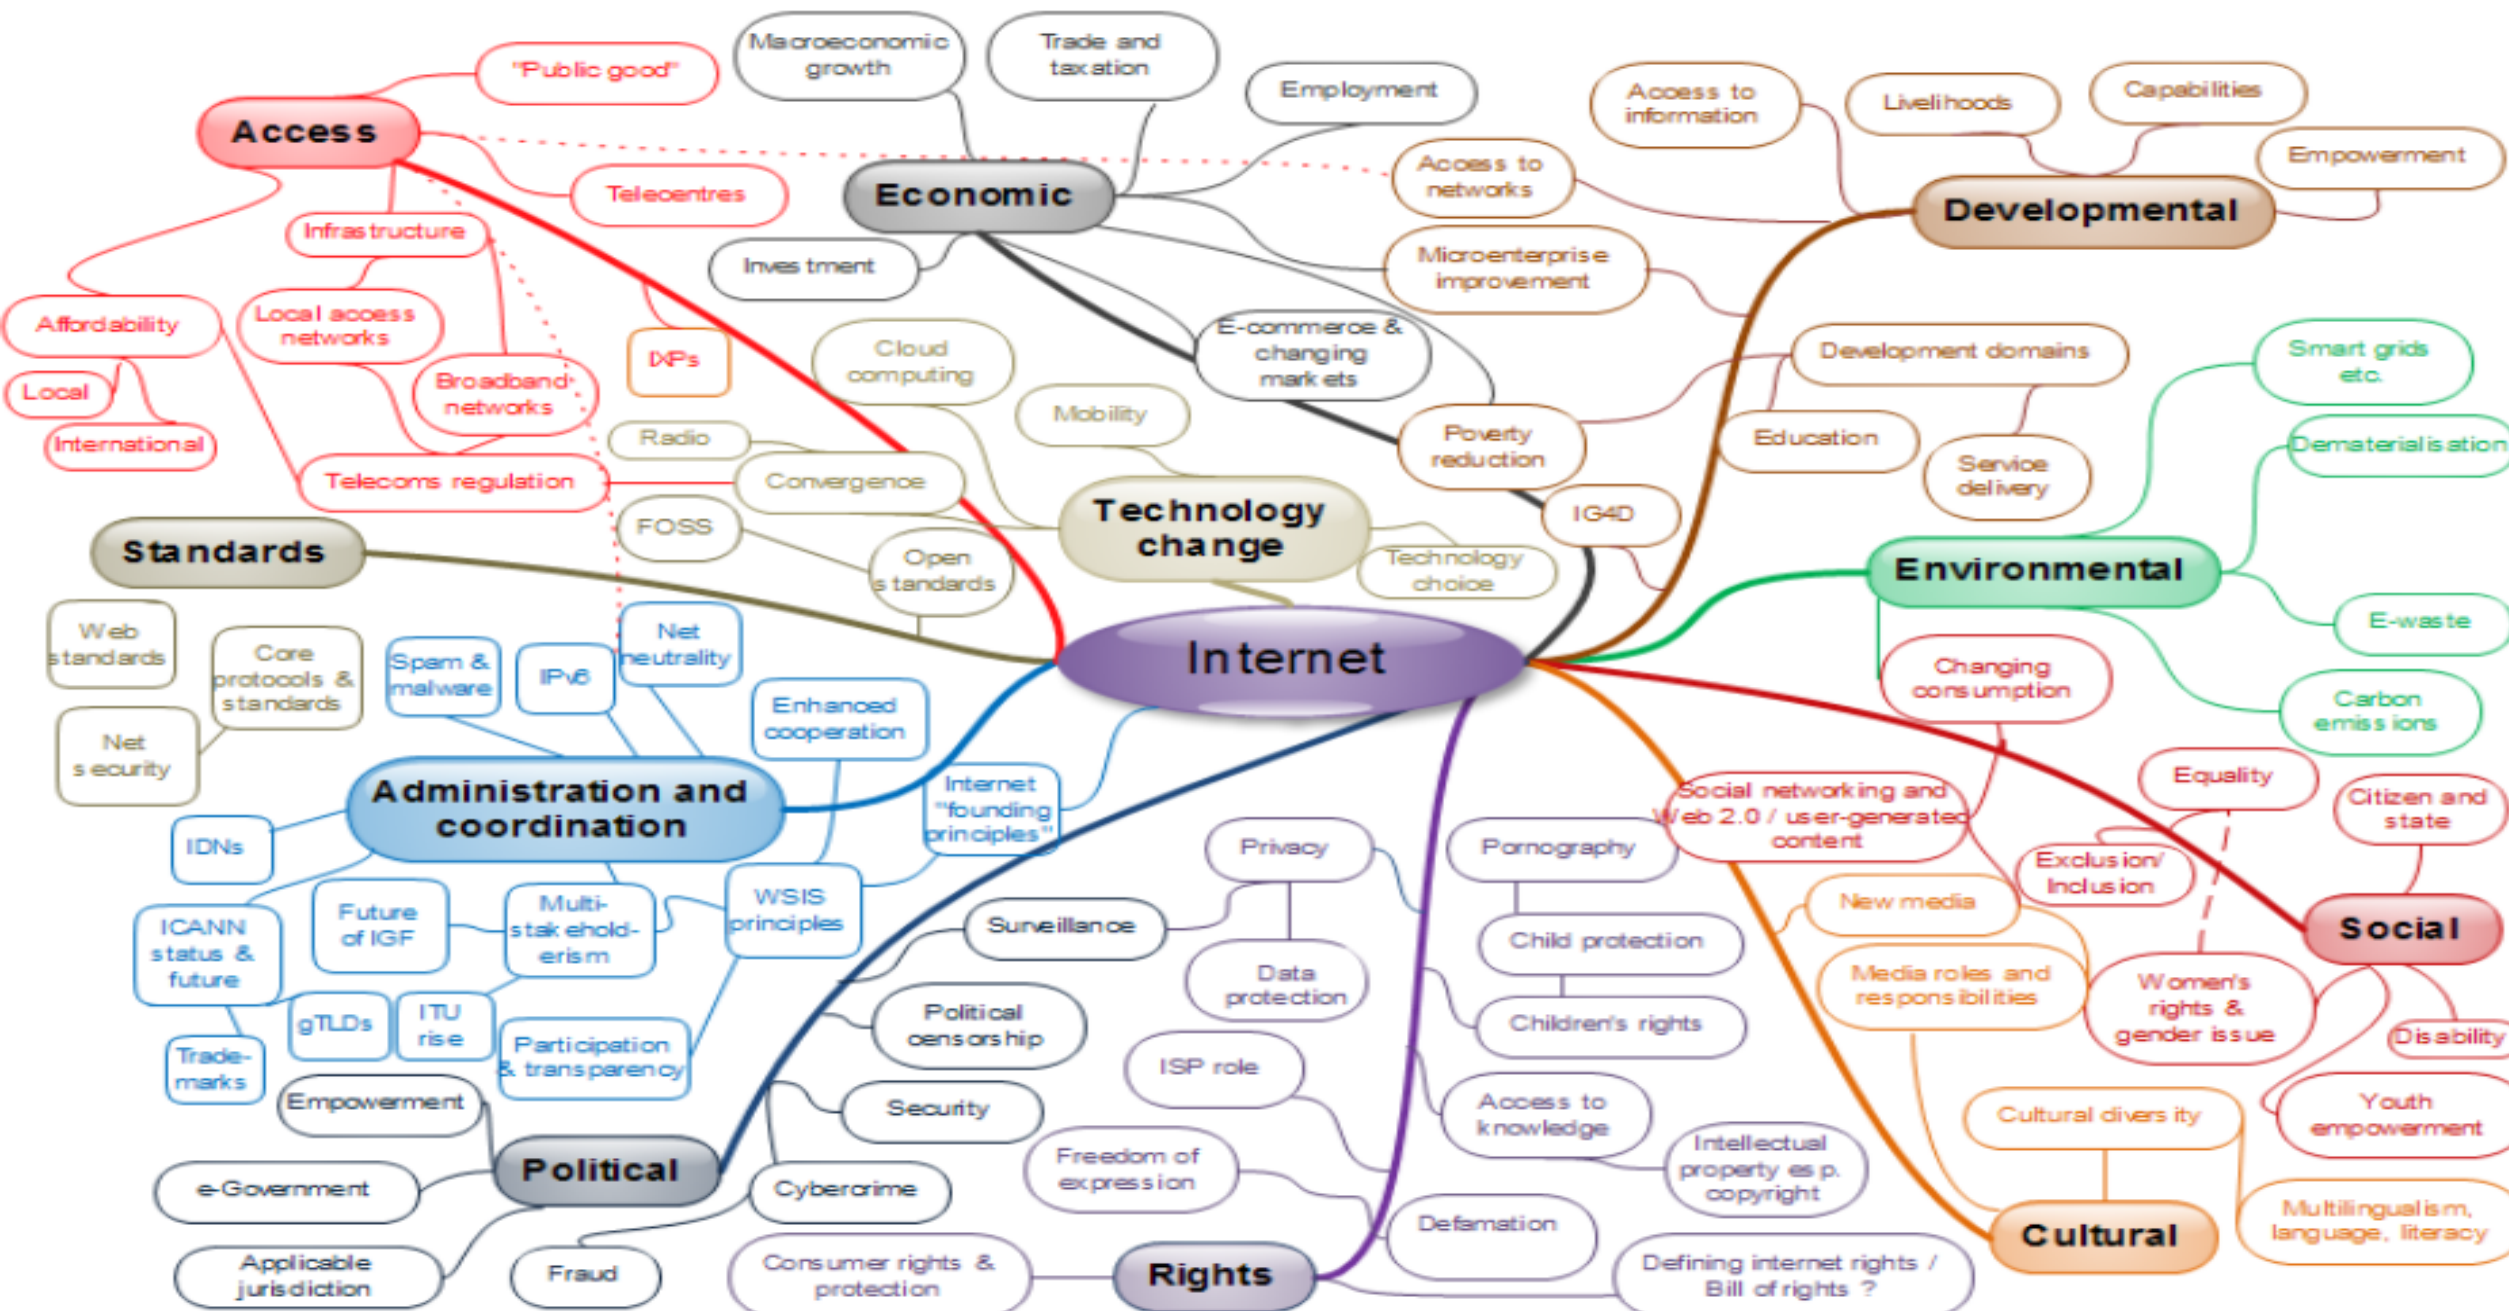 "Public good"
Macroeconomic
growth
Trade and
taxation
Employment
Access to
information
Livelihoods
Capabilities
Empowerment
Access
Telecentres
Economic
Access to
networks
Developmental
Infrastructure
Investment
Microenterprise
improvement
Affordability
Local access
networks
IXPs
Cloud
computing
E-commerce &
changing
markets
Development domains
Smart grids
etc.
Local
International
Broadband
networks
Radio
Mobility
Poverty
reduction
Education
Service
delivery
Dematerialisation
Telecoms regulation
Convergence
Technology
change
IG4D
Standards
FOSS
Open
standards
Technology
choice
Environmental
Web
standards
Core
protocols &
standards
Spam &
malware
IPv6
Net
neutrality
Internet
Changing
consumption
E-waste
Net
security
Enhanced
cooperation
Carbon
emissions
Administration and
coordination
Internet
"founding
principles"
Social networking and
Web 2.0 / user-generated
content
Equality
Citizen and
state
IDNs
Privacy
Pornography
Exclusion/
Inclusion
ICANN
status &
future
Future
of IGF
Multi-
stakehold-
erism
WSIS
principles
Surveillance
Child protection
New media
Social
Data
protection
Media roles and
responsibilities
Women's
rights &
gender issue
Disability
Trade-
marks
gTLDs
ITU
rise
Participation
& transparency
Political
censorship
Children's rights
ISP role
Empowerment
Security
Access to
knowledge
Cultural diversity
Youth
empowerment
Political
e-Government
Cybercrime
Freedom of
expression
Intellectual
property esp.
copyright
Defamation
Cultural
Multilingualism,
language, literacy
Applicable
jurisdiction
Fraud
Consumer rights &
protection
Rights
Defining internet rights /
Bill of rights ?